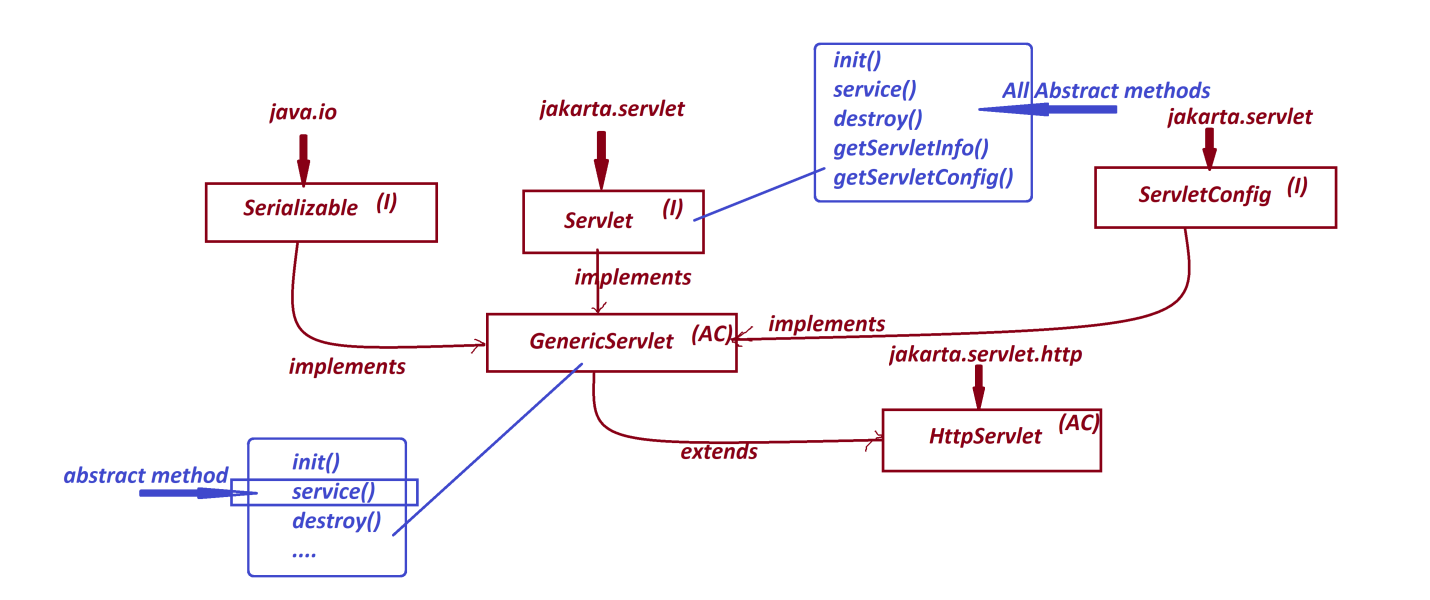 init()
service()
All Abstract methods
destroy()
getServletInfo()
getServletConfig()
java.io
jakarta.servlet
jakarta.servlet
Serializable (I)
Servlet (I)
ServletConfig (I)
implements
GenericServlet (AC)
implements
implements
jakarta.servlet.http
HttpServlet (AC)
extends
abstract method
init()
service()
destroy()
....